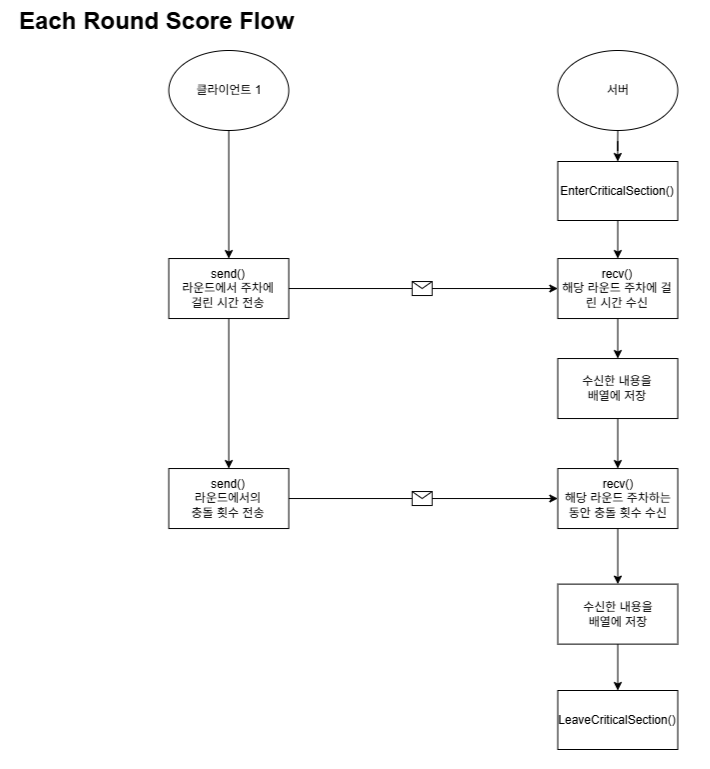 Each Round Score Flow
클라이언트 1
서버
EnterCriticalSection()
send()
라운드에서 주차에
걸린 시간 전송
recv()
해당 라운드 주차에 걸
린 시간 수신
수신한 내용을
배열에 저장
send()
라운드에서의
충돌 횟수 전송
recv()
해당 라운드 주차하는
동안 충돌 횟수 수신
수신한 내용을
배열에 저장
LeaveCriticalSection()